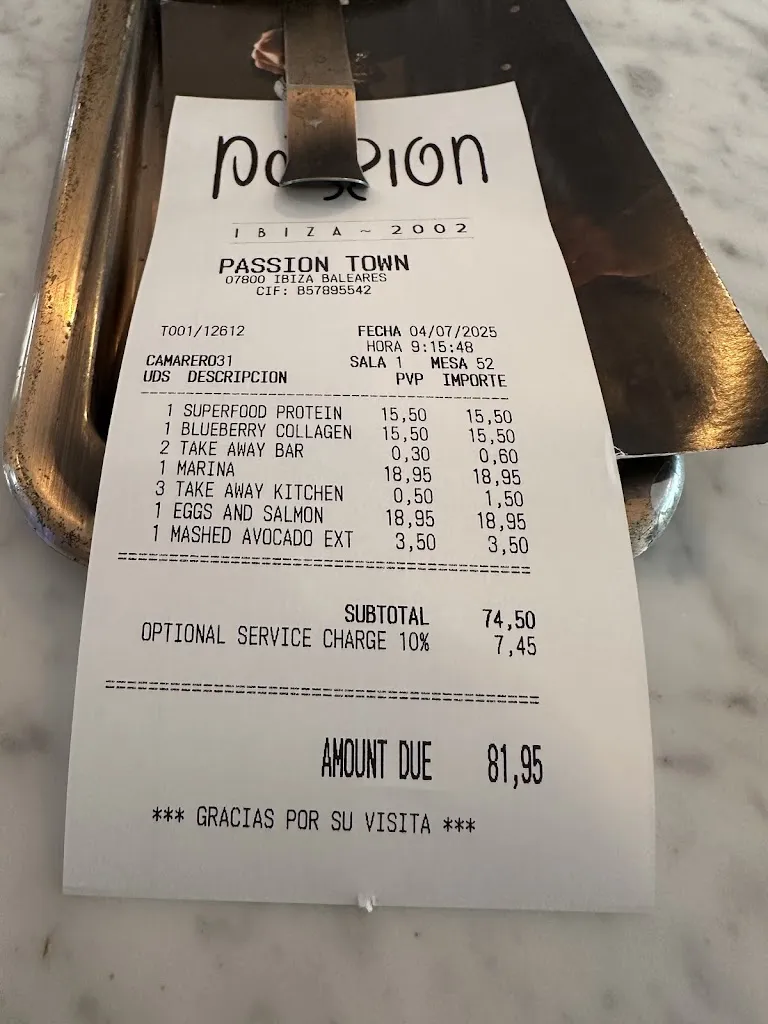 IBIZA ~ 2002
PASSION TOWN
07800 IBIZA BALEARES
CIF: B57895542
T001/12612 FECHA 04/07/2025
HORA 9:15:48
CAMARERO31 SALA 1 MESA 52
UDS DESCRIPCION PVP IMPORTE
1 SUPERFOOD PROTEIN 15,50 15,50
1 BLUEBERRY COLLAGEN 15,50 15,50
2 TAKE AWAY BAR 0,30 0,60
1 MARINA 18,95 18,95
3 TAKE AWAY KITCHEN 0,50 1,50
1 EGGS AND SALMON 18,95 18,95
1 MASHED AVOCADO EXT 3,50 3,50
SUBTOTAL 74,50
OPTIONAL SERVICE CHARGE 10% 7,45
AMOUNT DUE 81,95
*** GRACIAS POR SU VISITA ***